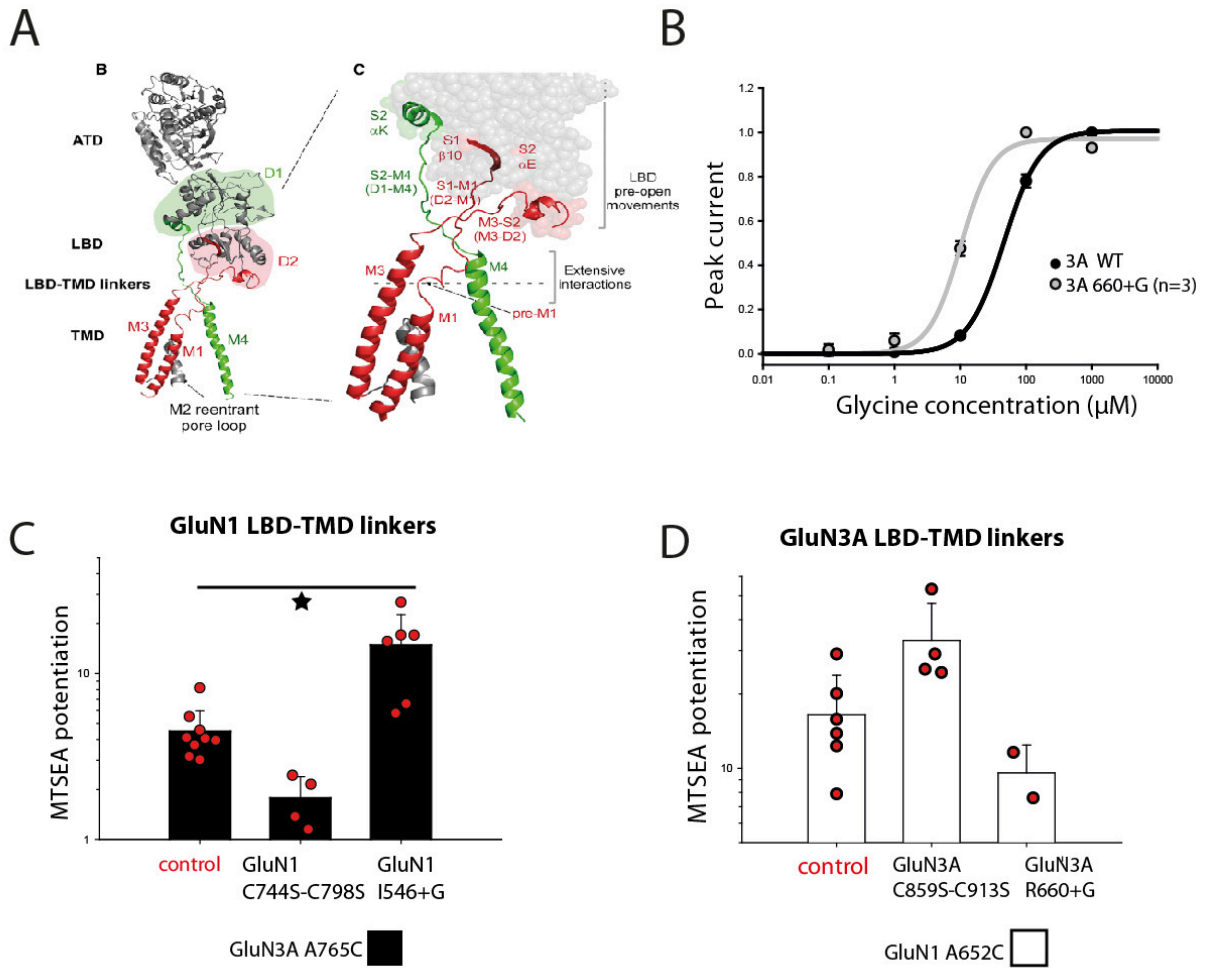 A
B
ATD
D1
LBD
D2
LBD-TMD linkers
M3
M4
TMD
M1
M2 reentrant
pore loop
C
S2
αK
S1
β10
S2
αE
S2-M4
(D1-M4)
S1-M1
(D2-M1)
LBD
pre-open
movements
M3-S2
(M3-D2)
M3
M4
Extensive
interactions
M1
pre-M1
B
Peak current
1.2
1.0
0.8
0.6
0.4
0.2
0.0
3A WT
3A 660+G (n=3)
0.01
0.1
1
10
100
1000
10000
Glycine concentration (μM)
C
GluN1 LBD-TMD linkers
MTSEA potentiation
10
1
control
GluN1
C744S-C798S
GluN1
I546+G
GluN3A A765C
D
GluN3A LBD-TMD linkers
MTSEA potentiation
10
control
GluN3A
C859S-C913S
GluN3A
R660+G
GluN1 A652C